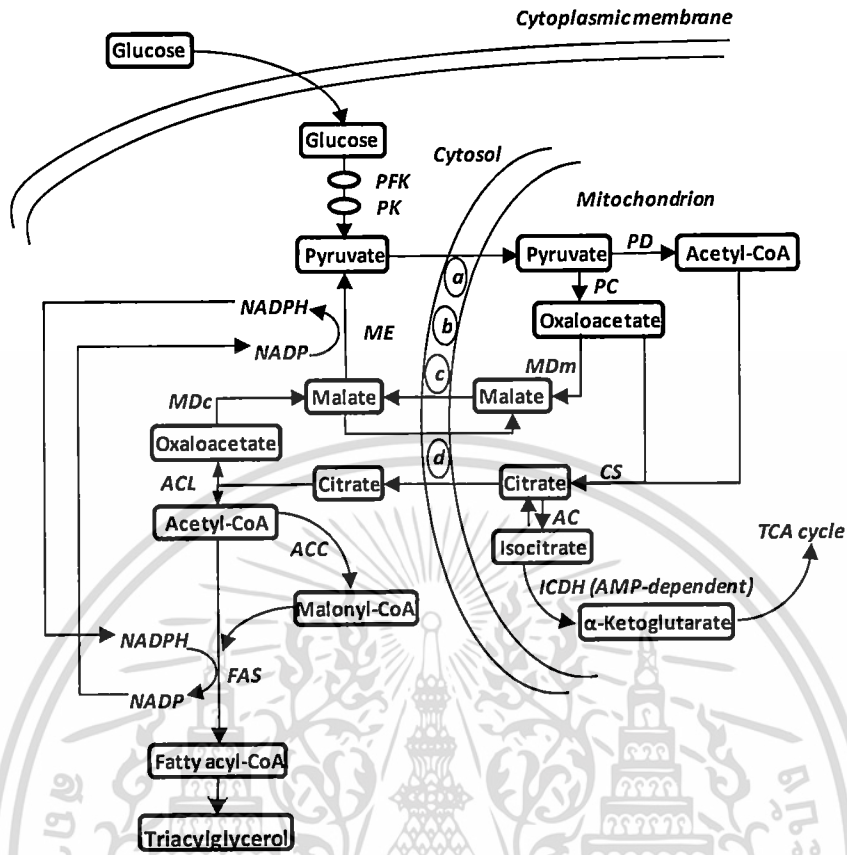 Cytoplasmic membrane
Glucose
Glucose
Cytosol
PFK
Mitochondrion
PK
Pyruvate
Pyruvate
PD
Acetyl-CoA
a
PC
NADPH
Oxaloacetate
ME
b
NADP
MDm
c
MDc
Malate
Malate
Oxaloacetate
d
ACL
Citrate
Citrate
CS
Acetyl-CoA
AC
TCA cycle
ACC
Isocitrate
ICDH (AMP-dependent)
Malonyl-CoA
α-Ketoglutarate
NADPH
FAS
NADP
Fatty acyl-CoA
Triacylglycerol